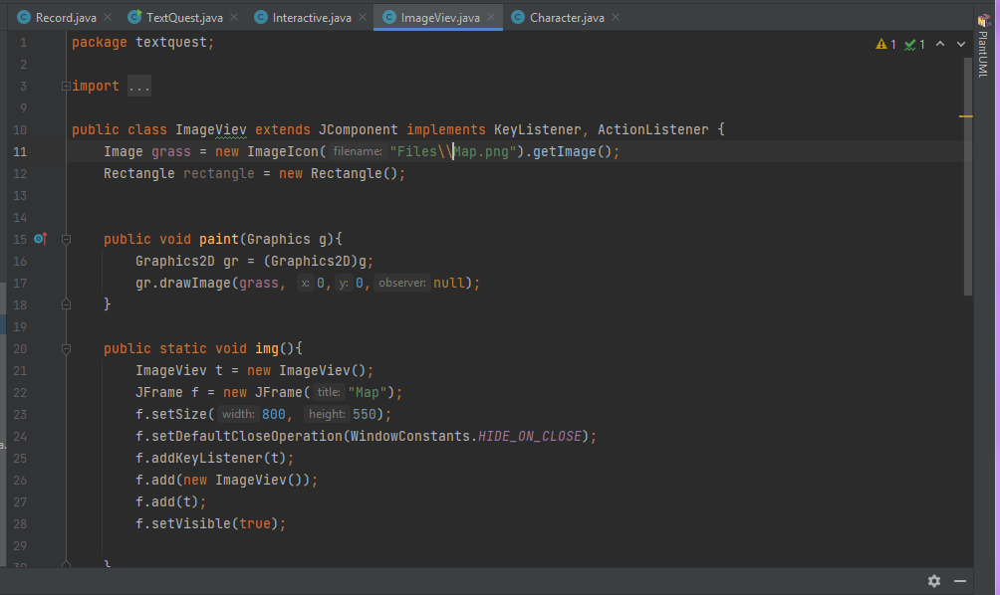 Record.java TextQuest.java Interactive.java ImageViev.java Character.java
PlantUML
1 package textquest; 1 1
2
3 import ...
9
10 public class ImageViev extends JComponent implements KeyListener, ActionListener {
11 Image grass = new ImageIcon( filename: "Files\\Map.png").getImage();
12 Rectangle rectangle = new Rectangle();
13
14
15 public void paint(Graphics g){
16 Graphics2D gr = (Graphics2D)g;
17 gr.drawImage(grass, x: 0, y: 0, observer: null);
18 }
19
20 public static void img(){
21 ImageViev t = new ImageViev();
22 JFrame f = new JFrame( title: "Map");
23 f.setSize( width: 800, height: 550);
24 f.setDefaultCloseOperation(WindowConstants.HIDE_ON_CLOSE);
25 f.addKeyListener(t);
26 f.add(new ImageViev());
27 f.add(t);
28 f.setVisible(true);
29
30 }